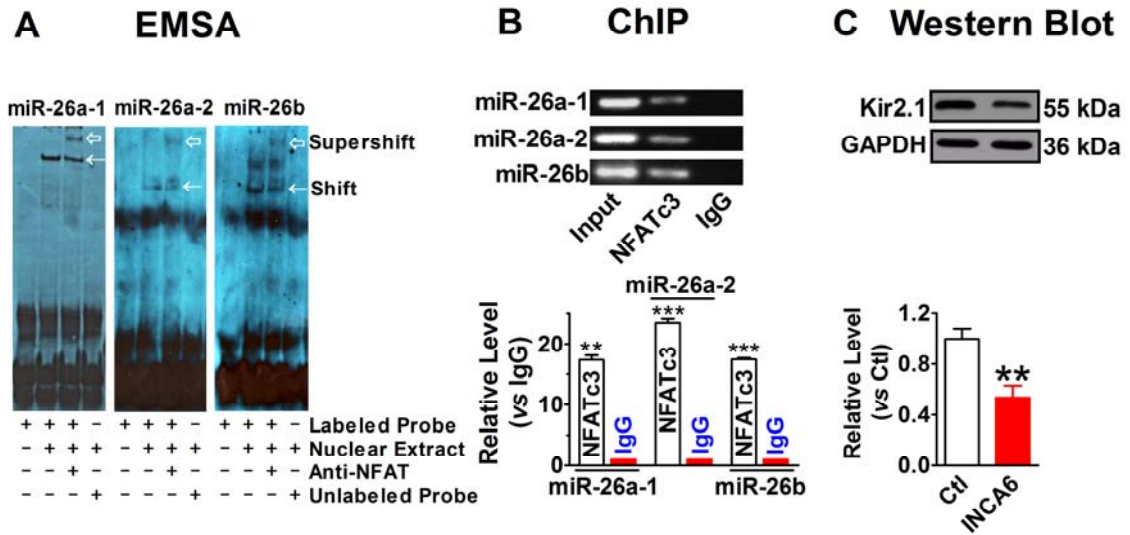 A EMSA
miR-26a-1 miR-26a-2 miR-26b
Supershift
Shift
+ + + - + + + - + + + - Labeled Probe
- + + - - + + - - + + - Nuclear Extract
- - + - - - + - - - + - Anti-NFAT
- - - + - - - + - - - + Unlabeled Probe
B ChIP
miR-26a-1
miR-26a-2
miR-26b
Input NFATc3 IgG
Relative Level
(vs IgG)
20
10
0
miR-26a-2
** *** ***
NFATc3 IgG NFATc3 IgG NFATc3 IgG
miR-26a-1 miR-26b
C Western Blot
Kir2.1 55 kDa
GAPDH 36 kDa
Relative Level
(vs Ctl)
1.2
0.8
0.4
0.0
**
Ctl INCA6